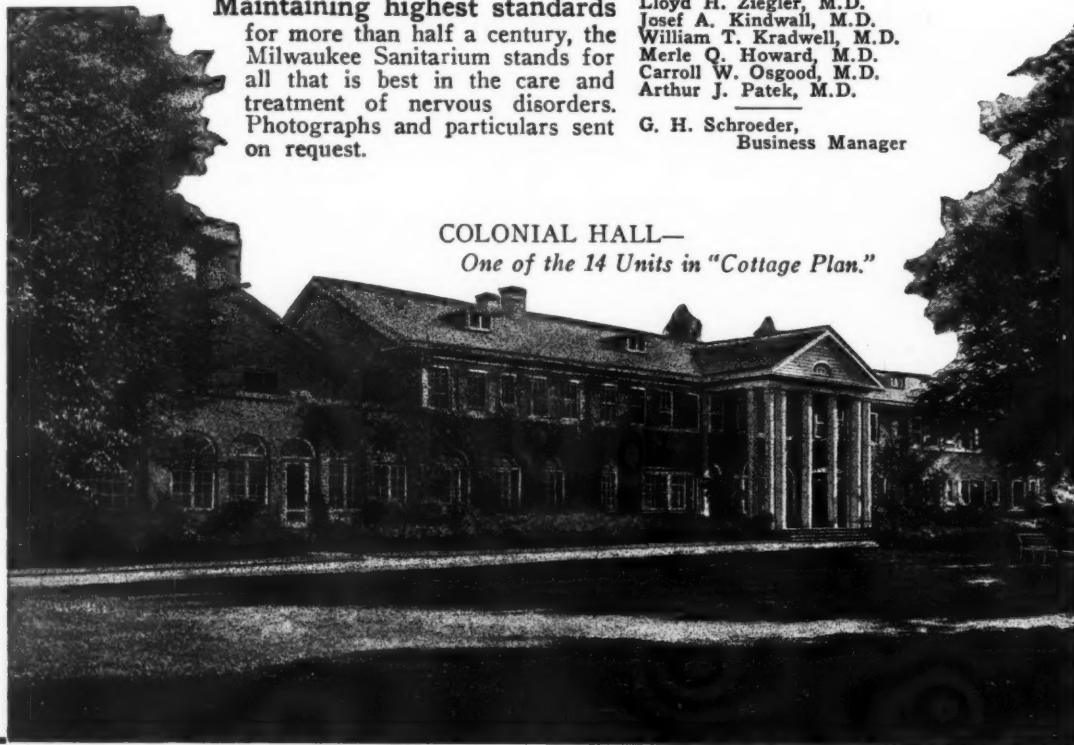 Maintaining highest standards
for more than half a century, the
Milwaukee Sanitarium stands for
all that is best in the care and
treatment of nervous disorders.
Photographs and particulars sent
on request.
Lloyd H. Ziegler, M.D.
Josef A. Kindwall, M.D.
William T. Kradwell, M.D.
Merle Q. Howard, M.D.
Carroll W. Osgood, M.D.
Arthur J. Patek, M.D.
G. H. Schroeder,
Business Manager
COLONIAL HALL—
One of the 14 Units in "Cottage Plan."